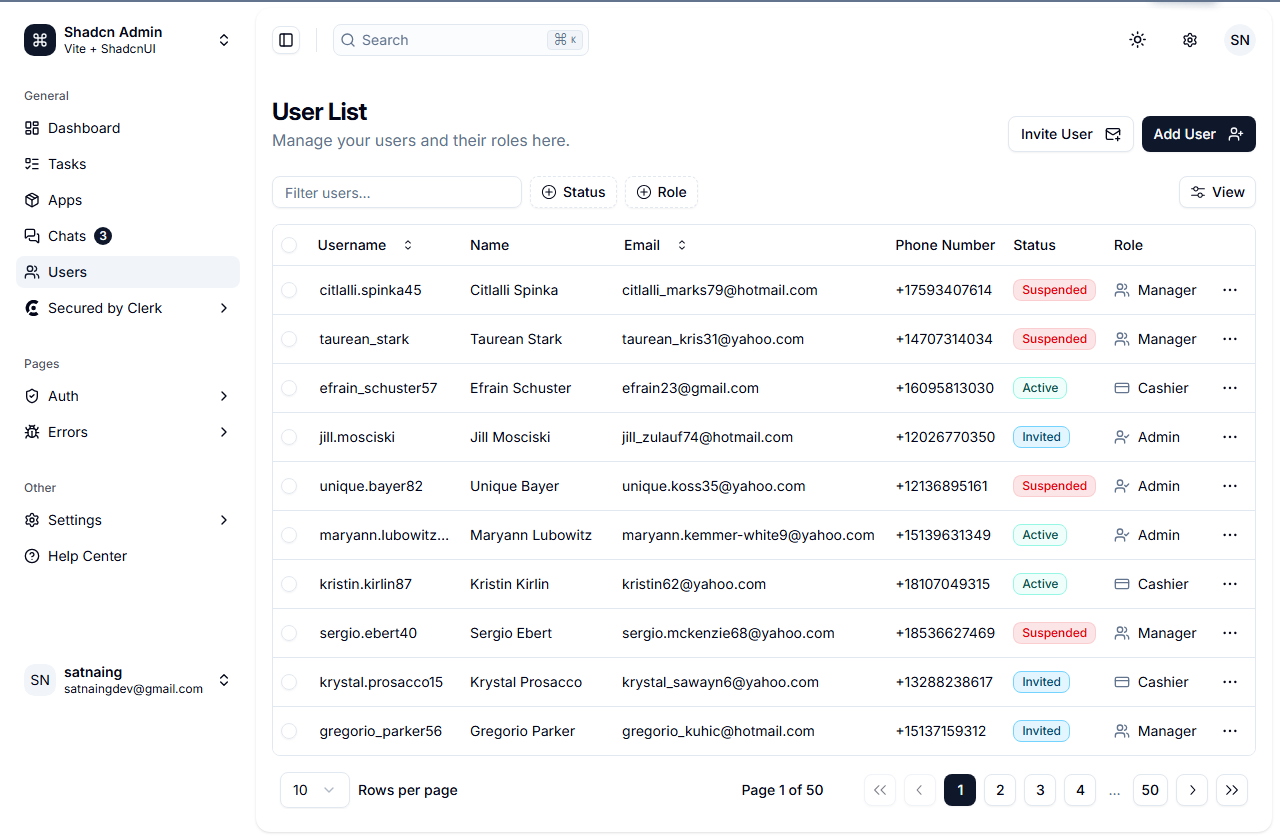 Shadcn Admin
Vite + ShadcnUI
General
Dashboard
Tasks
Apps
Chats 3
Users
Secured by Clerk
Pages
Auth
Errors
Other
Settings
Help Center
SN
satnaing
satnaingdev@gmail.com
Search ⌘ K
SN
User List
Manage your users and their roles here.
Invite User
Add User
Filter users...
Status
Role
View
Username Name Email Phone Number Status Role
citlalli.spinka45 Citlalli Spinka citlalli_marks79@hotmail.com +17593407614 Suspended Manager
taurean_stark Taurean Stark taurean_kris31@yahoo.com +14707314034 Suspended Manager
efrain_schuster57 Efrain Schuster efrain23@gmail.com +16095813030 Active Cashier
jill.mosciski Jill Mosciski jill_zulauf74@hotmail.com +12026770350 Invited Admin
unique.bayer82 Unique Bayer unique.koss35@yahoo.com +12136895161 Suspended Admin
maryann.lubowitz... Maryann Lubowitz maryann.kemmer-white9@yahoo.com +15139631349 Active Admin
kristin.kirlin87 Kristin Kirlin kristin62@yahoo.com +18107049315 Active Cashier
sergio.ebert40 Sergio Ebert sergio.mckenzie68@yahoo.com +18536627469 Suspended Manager
krystal.prosacco15 Krystal Prosacco krystal_sawayn6@yahoo.com +13288238617 Invited Cashier
gregorio_parker56 Gregorio Parker gregorio_kuhic@hotmail.com +15137159312 Invited Manager
10 Rows per page Page 1 of 50 1 2 3 4 ... 50